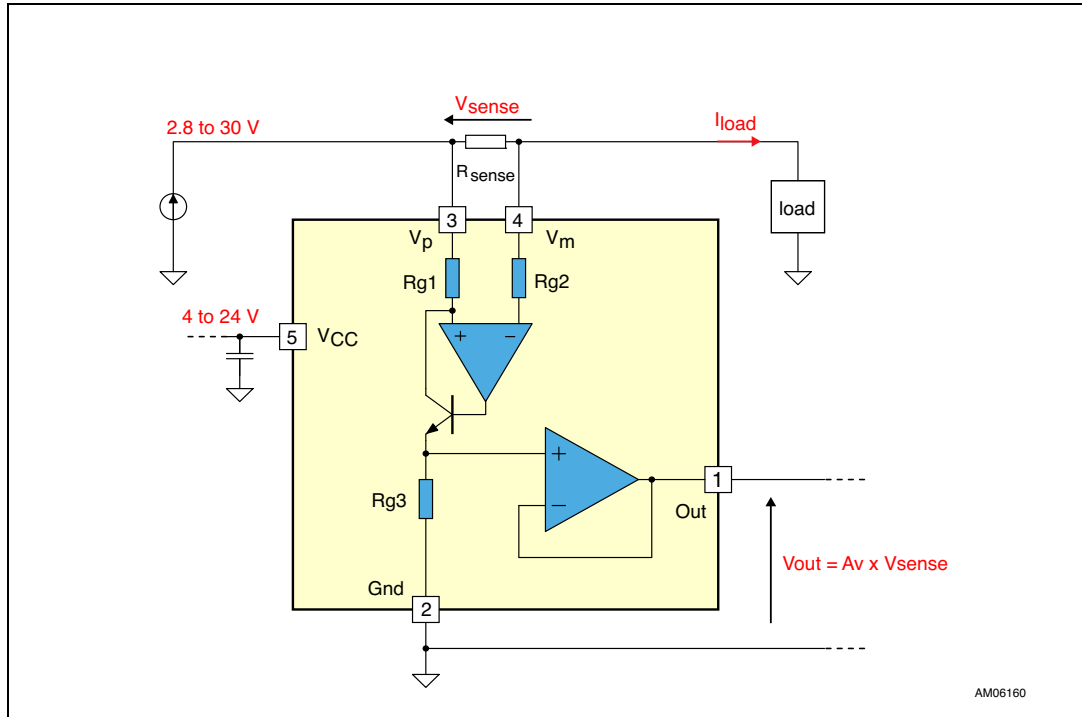 Vsense
Iload
2.8 to 30 V
Rsense
load
3
4
Vp
Vm
Rg1
Rg2
4 to 24 V
5
VCC
+
−
+
−
Rg3
1
Out
Vout = Av x Vsense
Gnd
2
AM06160